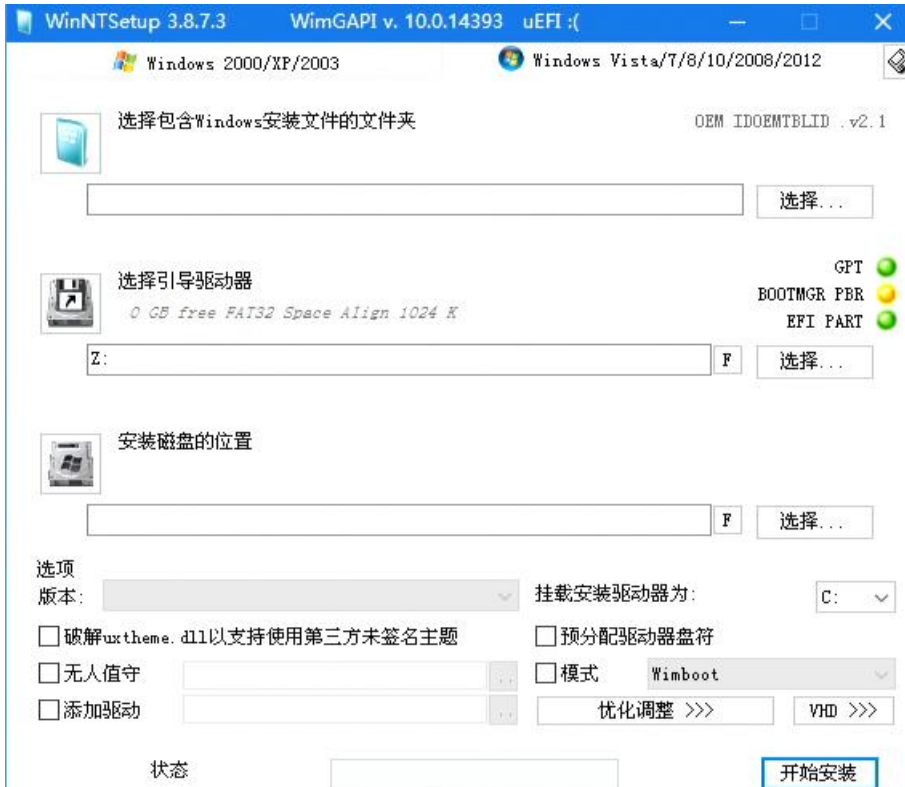 WinNTSetup 3.8.7.3 WimGAPI v. 10.0.14393 uEFI :(
Windows 2000/XP/2003 Windows Vista/7/8/10/2008/2012
选择包含Windows安装文件的文件夹 OEM IDOEMTBLID .v2.1
选择...
选择引导驱动器 GPT
0 GB free FAT32 Space Align 1024 K BOOTMGR PBR
EFI PART
Z: F 选择...
安装磁盘的位置
F 选择...
选项
版本: 挂载安装驱动器为: C:
破解uxtheme.dll以支持使用第三方未签名主题 预分配驱动器盘符
无人值守 .. 模式 Wimboot
添加驱动 .. 优化调整 >>> VHD >>>
状态 开始安装